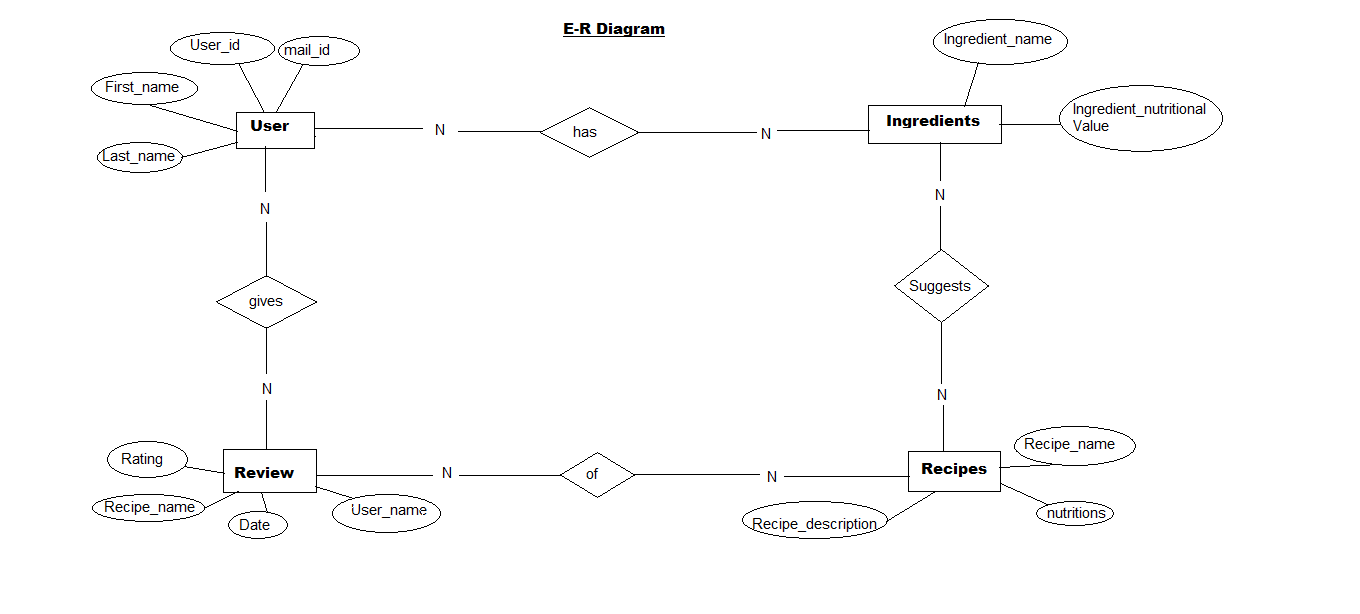 E-R Diagram
User_id
mail_id
Ingredient_name
First_name
Ingredient_nutritional
Value
User
N
has
N
Ingredients
Last_name
N
N
gives
Suggests
N
N
Rating
Review
N
of
N
Recipes
Recipe_name
Recipe_name
Date
User_name
Recipe_description
nutritions